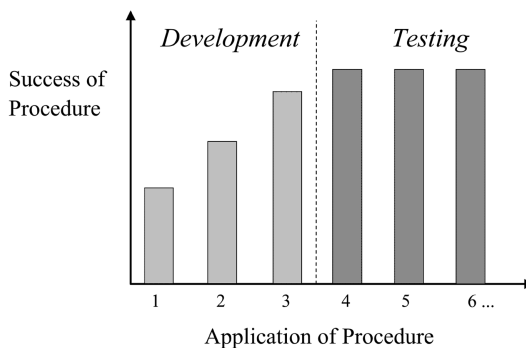 Development Testing
Success of
Procedure
1 2 3 4 5 6 ...
Application of Procedure